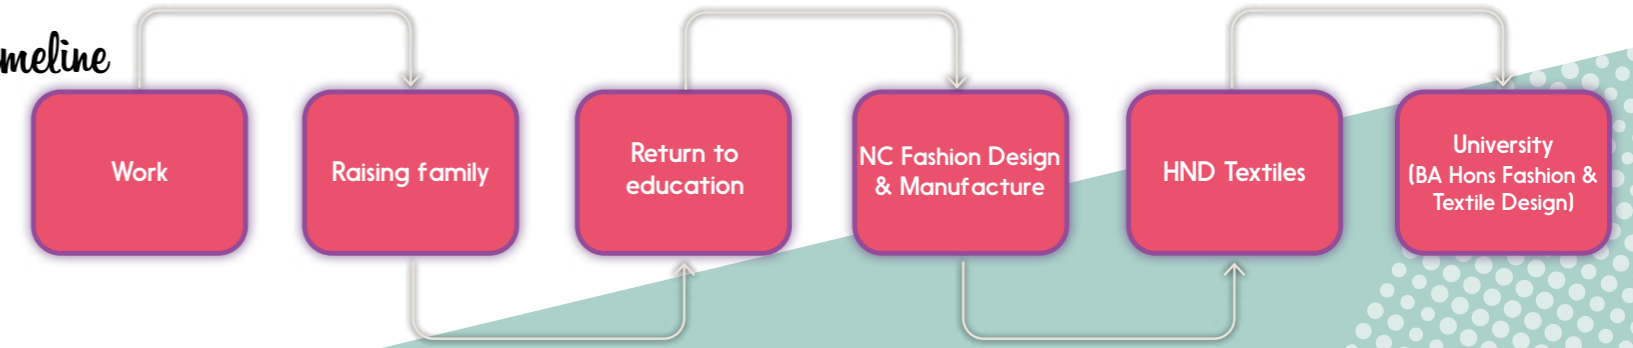 meline
Work
Raising family
Return to
education
NC Fashion Design
& Manufacture
HND Textiles
University
(BA Hons Fashion &
Textile Design)